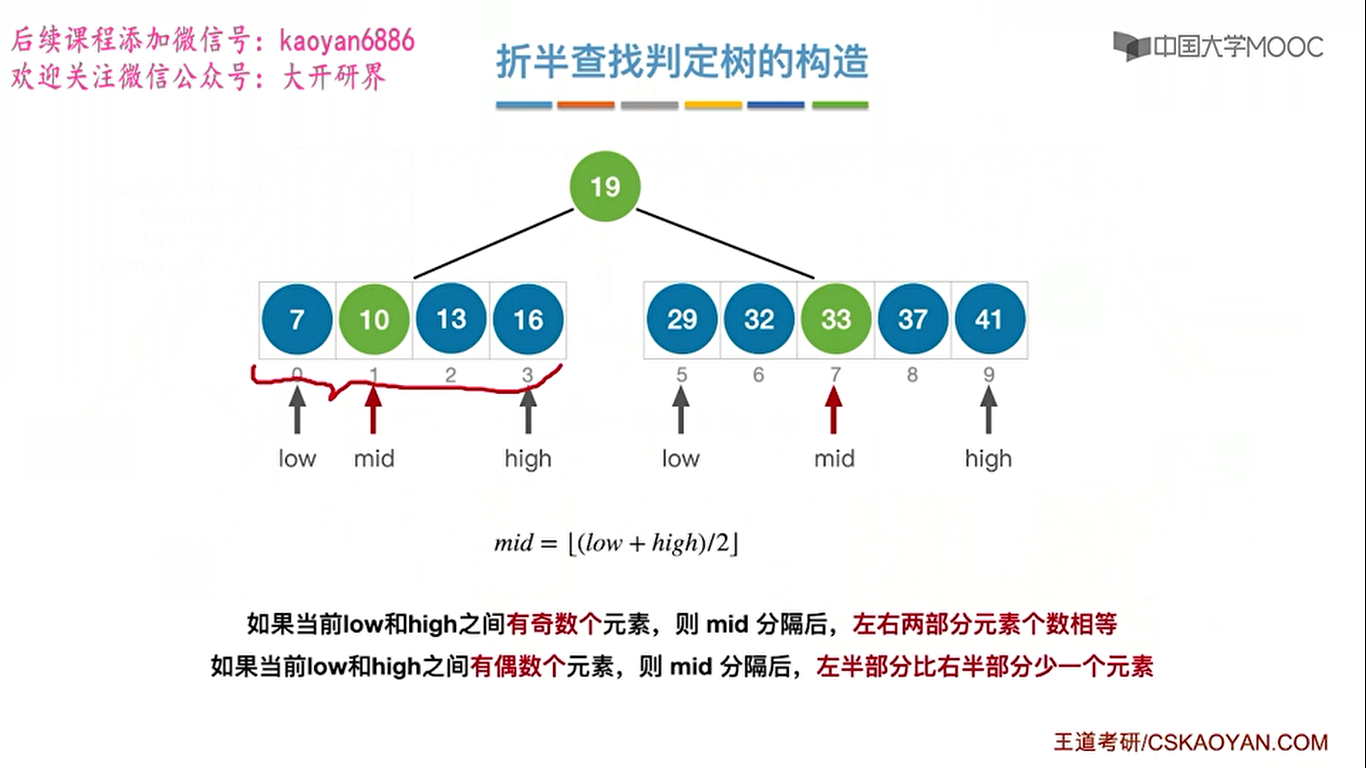 后续课程添加微信号：kaoyan6886
欢迎关注微信公众号：大开研界
中国大学MOOC
折半查找判定树的构造
19
7 10 13 16 29 32 33 37 41
0 1 2 3 5 6 7 8 9
low mid high low mid high
mid = ⌊(low + high)/2⌋
如果当前low和high之间有奇数个元素，则 mid 分隔后，左右两部分元素个数相等
如果当前low和high之间有偶数个元素，则 mid 分隔后，左半部分比右半部分少一个元素
王道考研/CSKAOYAN.COM